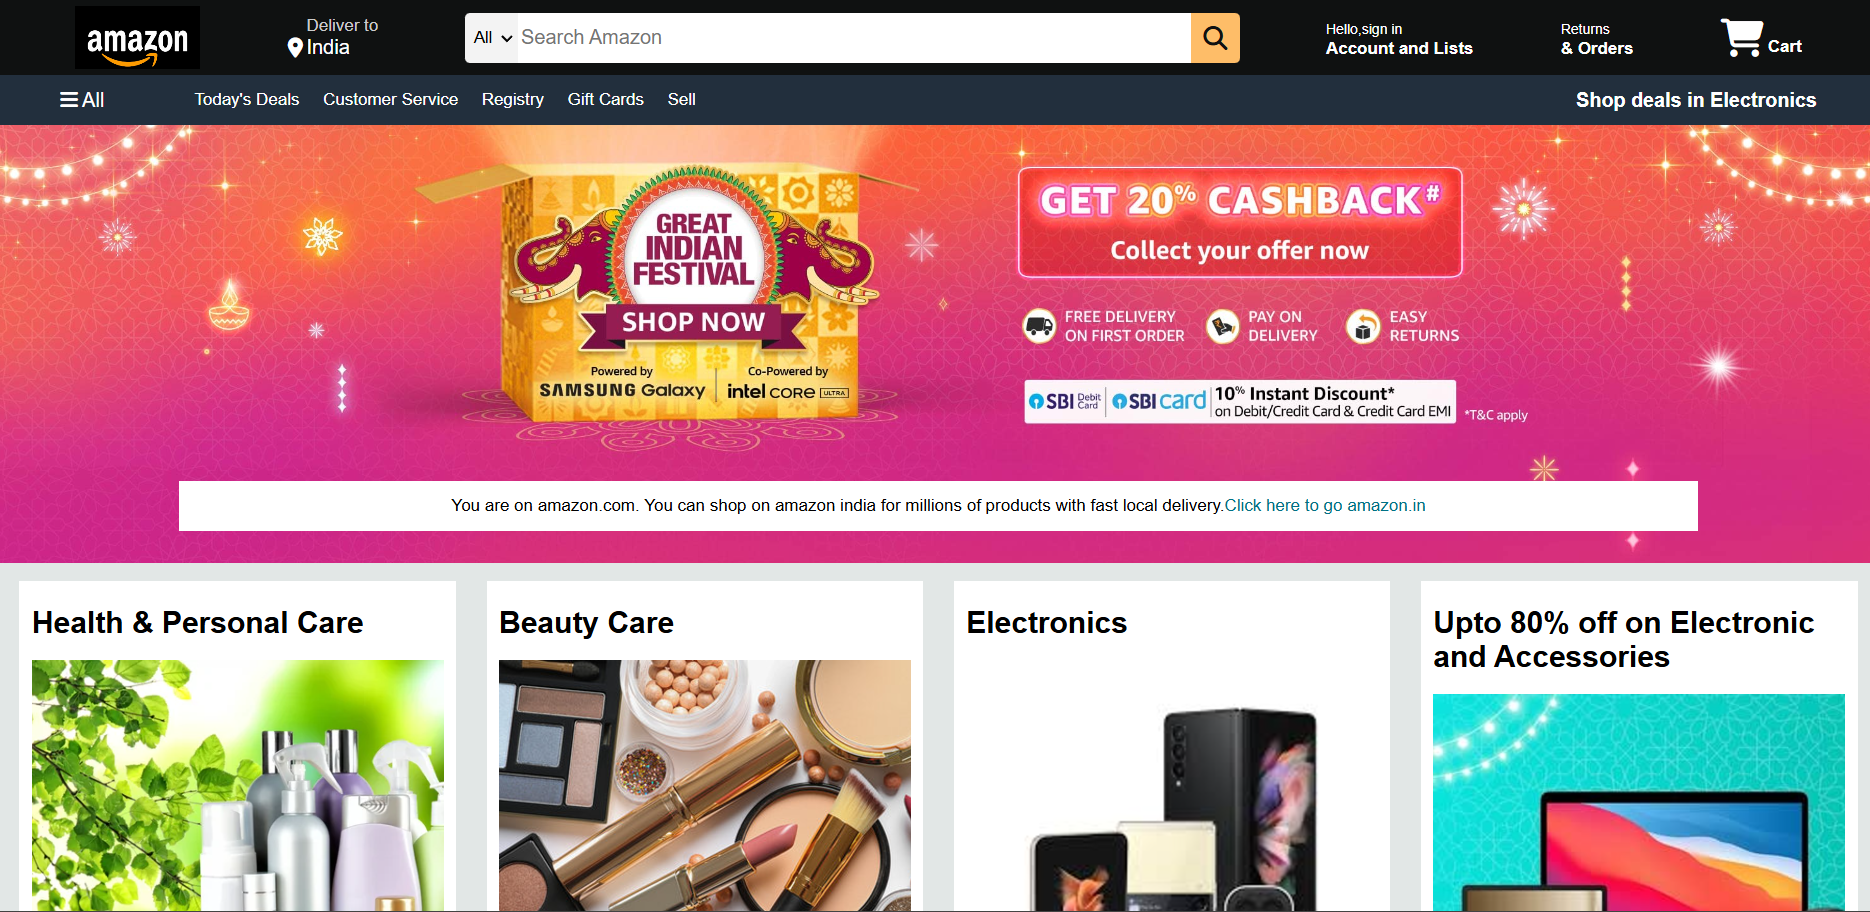 amazon
Deliver to
India
All
Search Amazon
Hello,sign in
Account and Lists
Returns
& Orders
Cart
All
Today's Deals
Customer Service
Registry
Gift Cards
Sell
Shop deals in Electronics
GREAT
INDIAN
FESTIVAL
SHOP NOW
Powered by
SAMSUNG Galaxy
Co-Powered by
intel CORE ULTRA
GET 20% CASHBACK#
Collect your offer now
FREE DELIVERY
ON FIRST ORDER
PAY ON
DELIVERY
EASY
RETURNS
SBI Debit Card
SBI card
10% Instant Discount*
on Debit/Credit Card & Credit Card EMI
*T&C apply
You are on amazon.com. You can shop on amazon india for millions of products with fast local delivery.Click here to go amazon.in
Health & Personal Care
Beauty Care
Electronics
Upto 80% off on Electronic
and Accessories